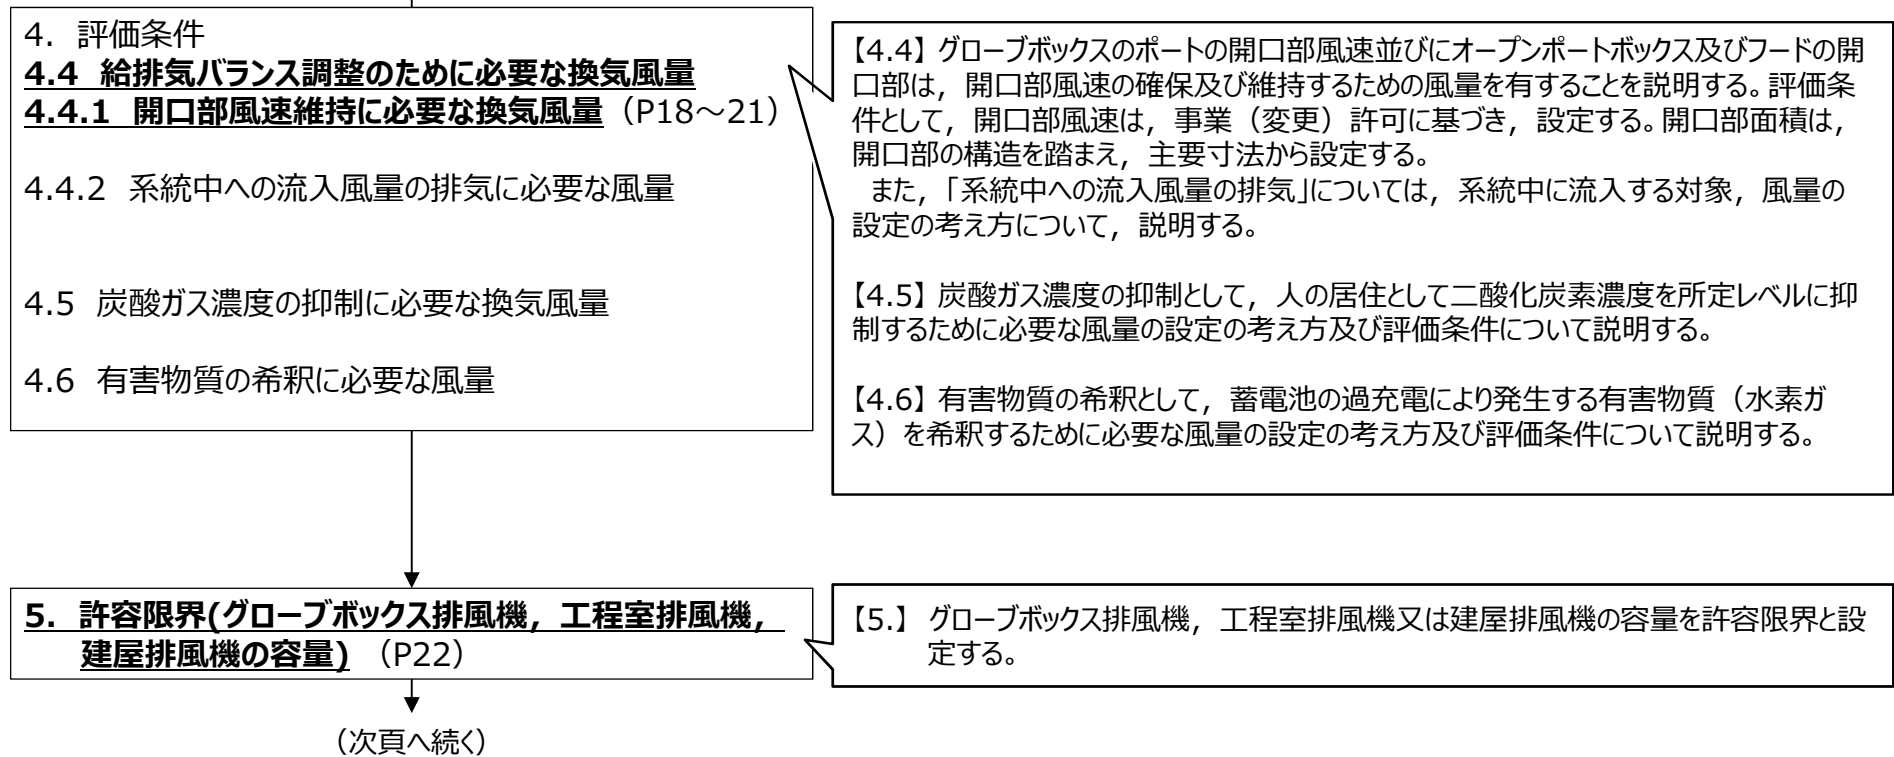 4. 評価条件
4.4 給排気バランス調整のために必要な換気風量
4.4.1 開口部風速維持に必要な換気風量（P18～21）
4.4.2 系統中への流入風量の排気に必要な風量
4.5 炭酸ガス濃度の抑制に必要な換気風量
4.6 有害物質の希釈に必要な風量
【4.4】グローブボックスのポートの開口部風速並びにオープンポートボックス及びフードの開
口部は，開口部風速の確保及び維持するための風量を有することを説明する。評価条
件として，開口部風速は，事業（変更）許可に基づき，設定する。開口部面積は，
開口部の構造を踏まえ，主要寸法から設定する。
また，「系統中への流入風量の排気」については，系統中に流入する対象，風量の
設定の考え方について，説明する。
【4.5】炭酸ガス濃度の抑制として，人の居住として二酸化炭素濃度を所定レベルに抑
制するために必要な風量の設定の考え方及び評価条件について説明する。
【4.6】有害物質の希釈として，蓄電池の過充電により発生する有害物質（水素ガ
ス）を希釈するために必要な風量の設定の考え方及び評価条件について説明する。
5. 許容限界(グローブボックス排風機，工程室排風機，
建屋排風機の容量)（P22）
【5.】 グローブボックス排風機，工程室排風機又は建屋排風機の容量を許容限界と設
定する。
（次頁へ続く）